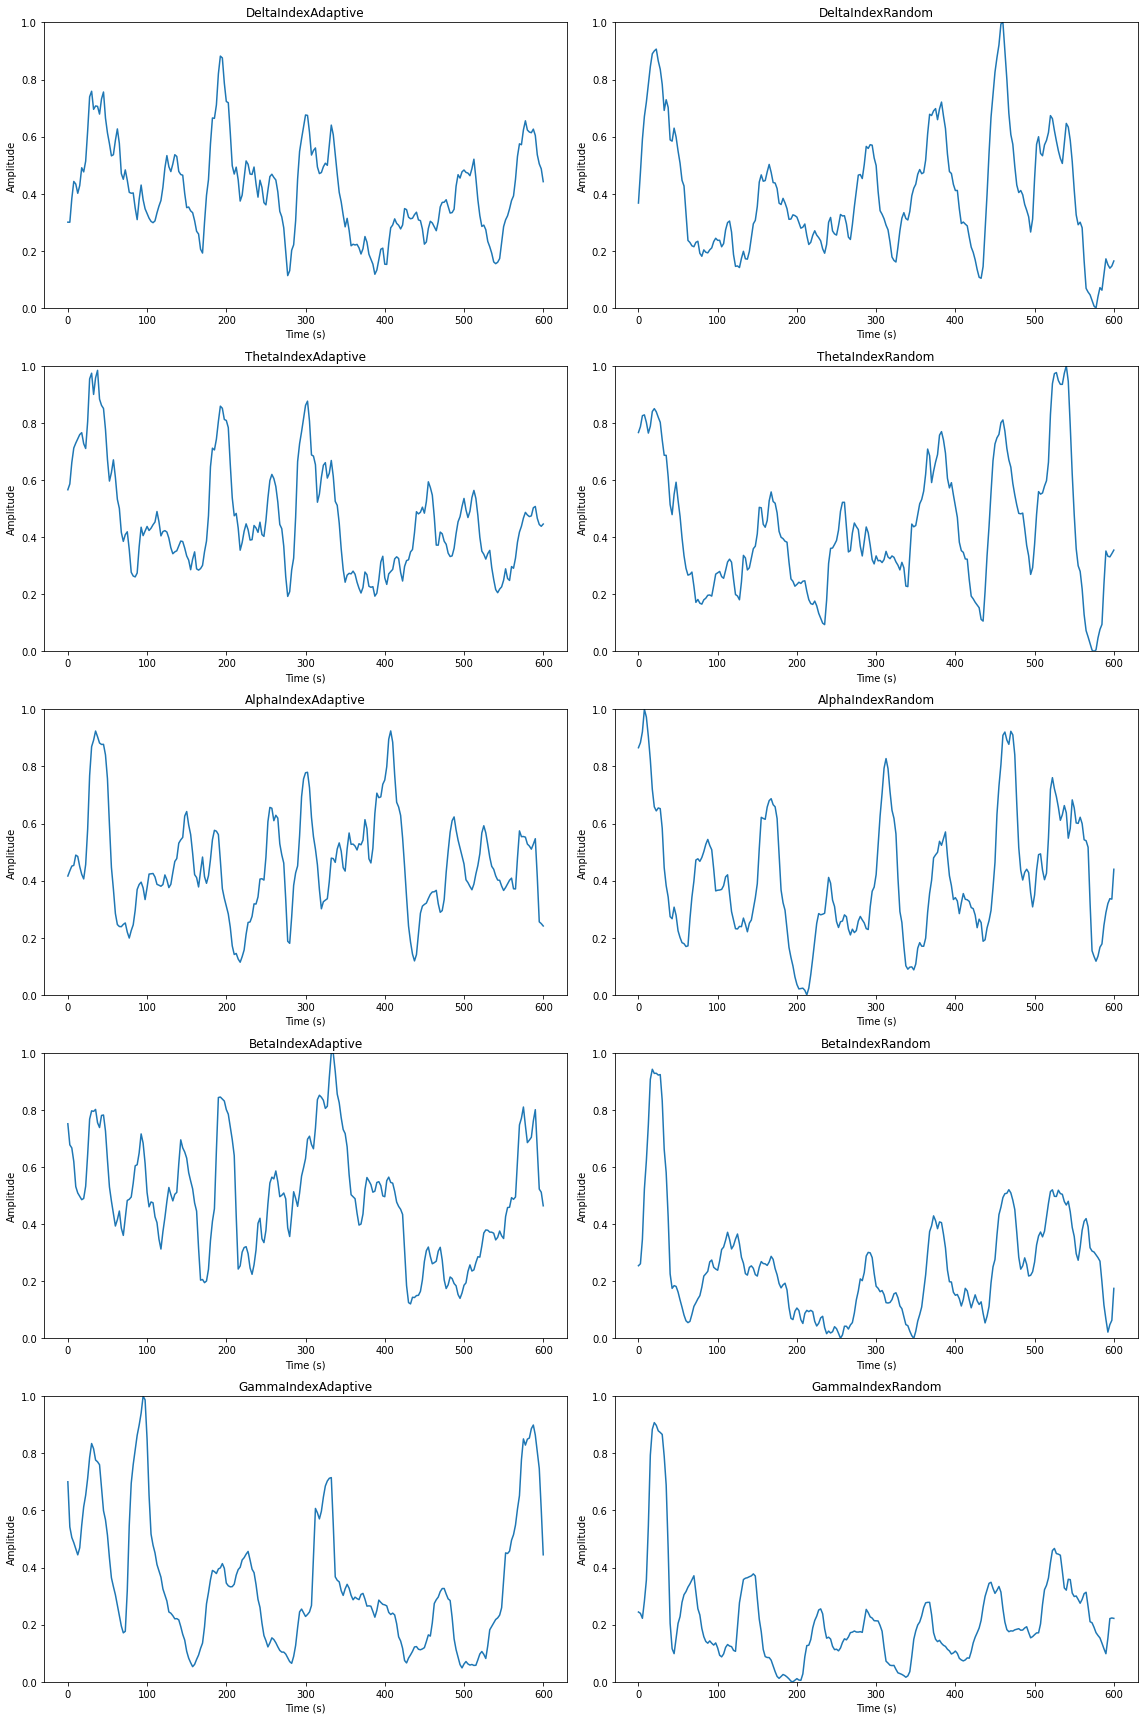 DeltaIndexAdaptive
1.0
0.8
0.6
0.4
0.2
0.0
Amplitude
0 100 200 300 400 500 600
Time (s)
DeltaIndexRandom
1.0
0.8
0.6
0.4
0.2
0.0
Amplitude
0 100 200 300 400 500 600
Time (s)
ThetaIndexAdaptive
1.0
0.8
0.6
0.4
0.2
0.0
Amplitude
0 100 200 300 400 500 600
Time (s)
ThetaIndexRandom
1.0
0.8
0.6
0.4
0.2
0.0
Amplitude
0 100 200 300 400 500 600
Time (s)
AlphaIndexAdaptive
1.0
0.8
0.6
0.4
0.2
0.0
Amplitude
0 100 200 300 400 500 600
Time (s)
AlphaIndexRandom
1.0
0.8
0.6
0.4
0.2
0.0
Amplitude
0 100 200 300 400 500 600
Time (s)
BetaIndexAdaptive
1.0
0.8
0.6
0.4
0.2
0.0
Amplitude
0 100 200 300 400 500 600
Time (s)
BetaIndexRandom
1.0
0.8
0.6
0.4
0.2
0.0
Amplitude
0 100 200 300 400 500 600
Time (s)
GammaIndexAdaptive
1.0
0.8
0.6
0.4
0.2
0.0
Amplitude
0 100 200 300 400 500 600
Time (s)
GammaIndexRandom
1.0
0.8
0.6
0.4
0.2
0.0
Amplitude
0 100 200 300 400 500 600
Time (s)